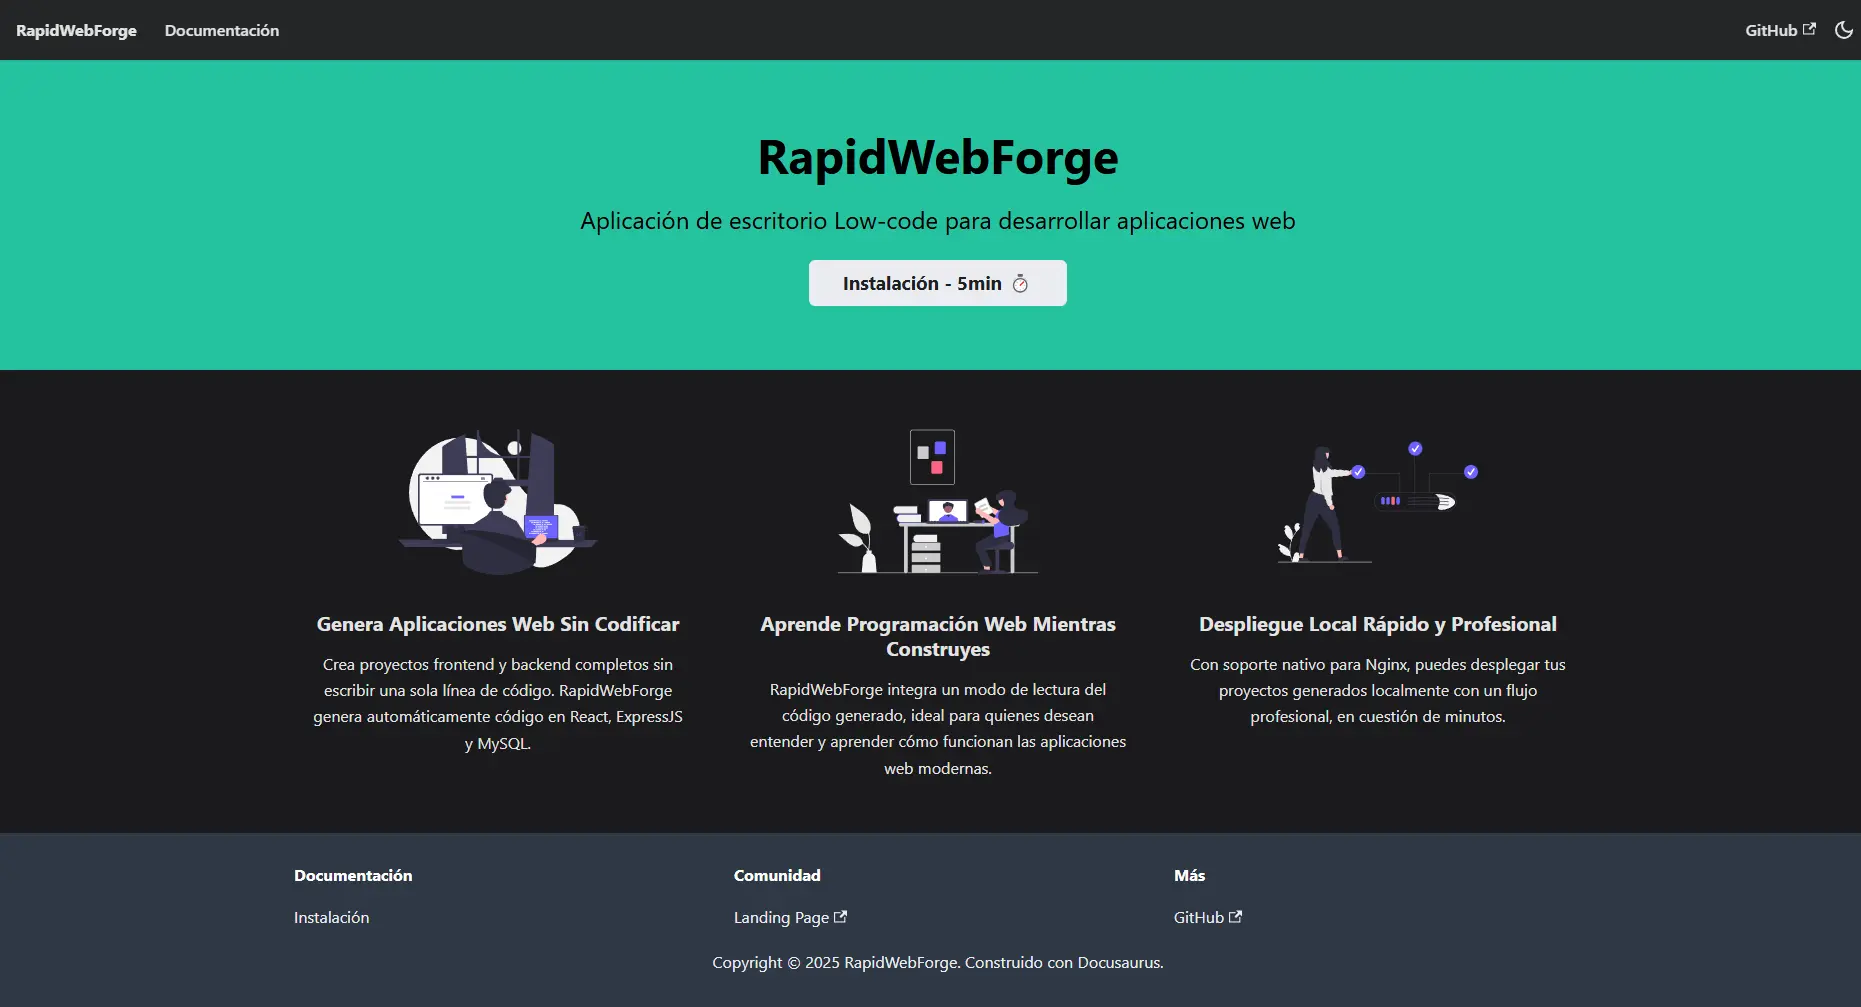 RapidWebForge
Documentación
GitHub
RapidWebForge
Aplicación de escritorio Low-code para desarrollar aplicaciones web
Instalación - 5min ⏱️
Genera Aplicaciones Web Sin Codificar
Crea proyectos frontend y backend completos sin
escribir una sola línea de código. RapidWebForge
genera automáticamente código en React, ExpressJS
y MySQL.
Aprende Programación Web Mientras
Construyes
RapidWebForge integra un modo de lectura del
código generado, ideal para quienes desean
entender y aprender cómo funcionan las aplicaciones
web modernas.
Despliegue Local Rápido y Profesional
Con soporte nativo para Nginx, puedes desplegar tus
proyectos generados localmente con un flujo
profesional, en cuestión de minutos.
Documentación
Instalación
Comunidad
Landing Page
Más
GitHub
Copyright © 2025 RapidWebForge. Construido con Docusaurus.